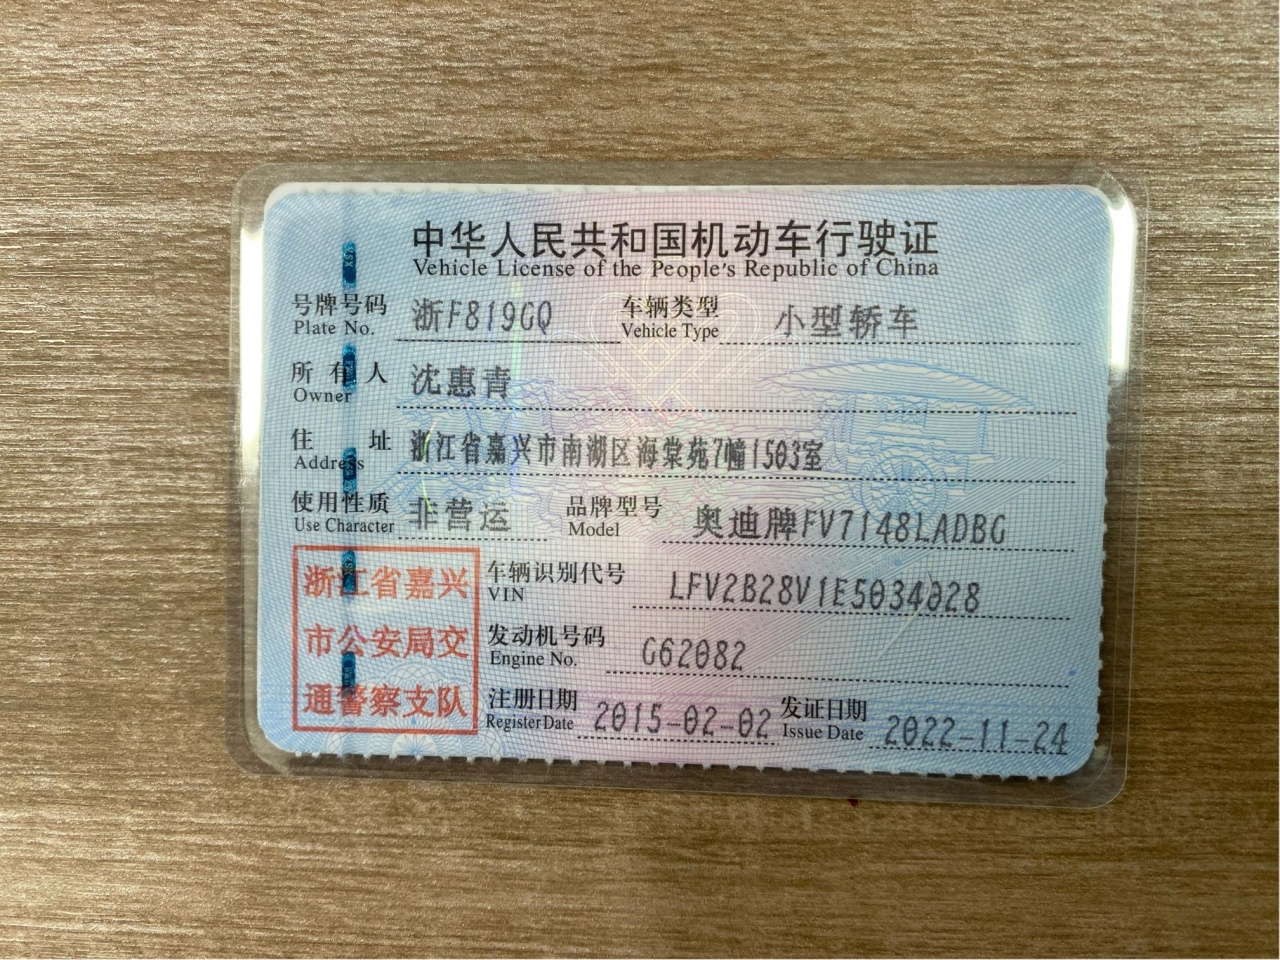 中华人民共和国机动车行驶证
Vehicle License of the People's Republic of China
号牌号码 浙F819GQ 车辆类型 小型轿车
Plate No. Vehicle Type
所有人 沈惠青
Owner
住址 浙江省嘉兴市南湖区海棠苑7幢1503室
Address
使用性质 非营运 品牌型号 奥迪牌FV7148LADBG
Use Character Model
浙江省嘉兴
市公安局交
通警察支队
车辆识别代号 LFV2B28V1E5034028
VIN
发动机号码 G62082
Engine No.
注册日期 2015-02-02 发证日期 2022-11-24
Register Date Issue Date